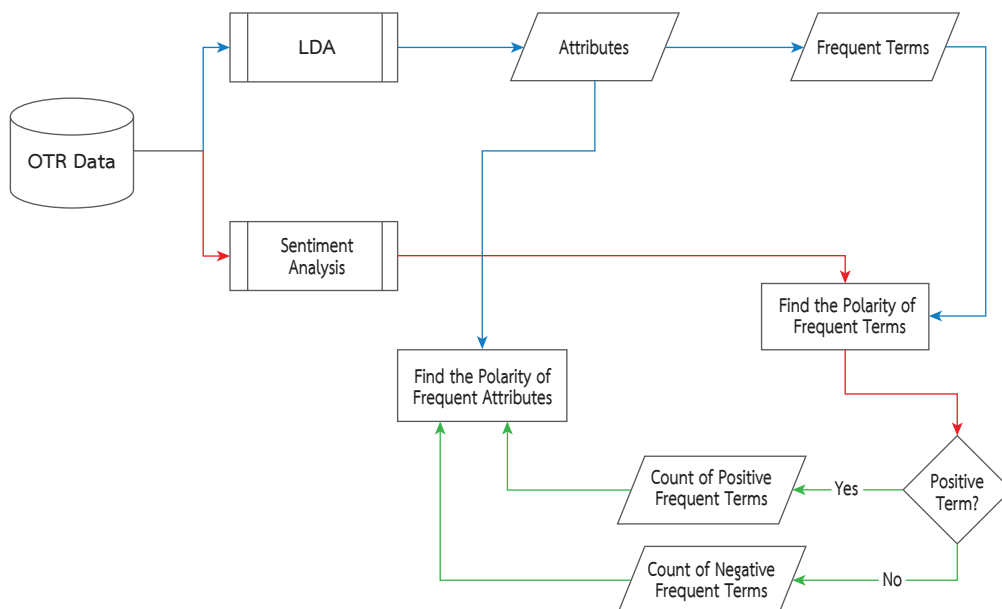 LDA
Attributes
Frequent Terms
OTR Data
Sentiment
Analysis
Find the Polarity of
Frequent Terms
Find the Polarity of
Frequent Attributes
Count of Positive
Frequent Terms
Yes
Positive
Term?
Count of Negative
Frequent Terms
No